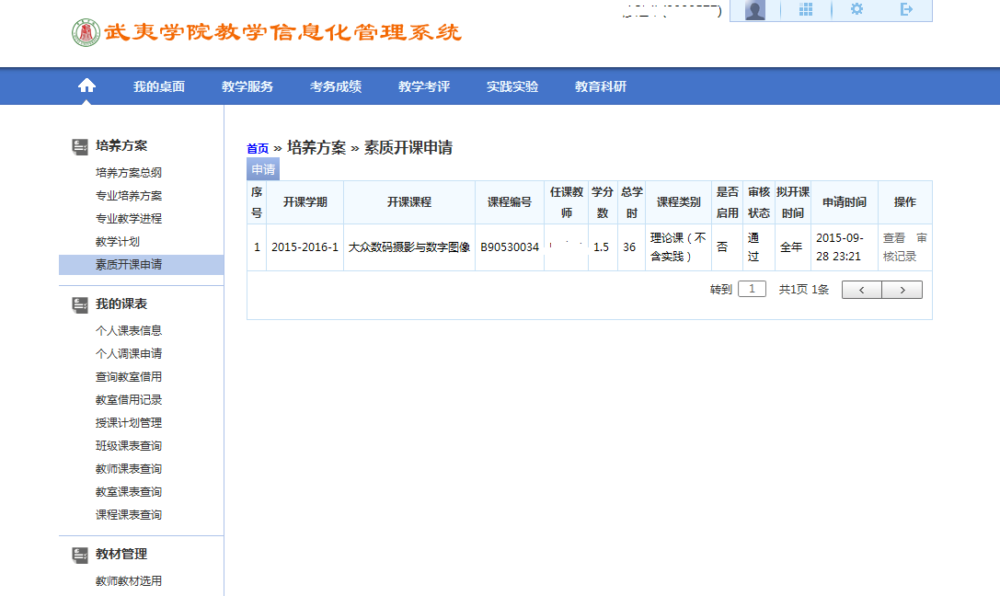 武夷学院教学信息化管理系统
我的桌面 教学服务 考务成绩 教学考评 实践实验 教育科研
培养方案
培养方案总纲
专业培养方案
专业教学进程
教学计划
素质开课申请
我的课表
个人课表信息
个人调课申请
查询教室借用
教室借用记录
授课计划管理
班级课表查询
教师课表查询
教室课表查询
课程课表查询
教材管理
教师教材选用
首页 » 培养方案 » 素质开课申请
申请
序号 开课学期 开课课程 课程编号 任课教师 学分数 总学时 课程类别 是否启用 审核状态 拟开课时间 申请时间 操作
1 2015-2016-1 大众数码摄影与数字图像 B90530034 1.5 36 理论课（不含实践） 否 通过 全年 2015-09-28 23:21 查看 审核记录
转到 1 共1页 1条 < >